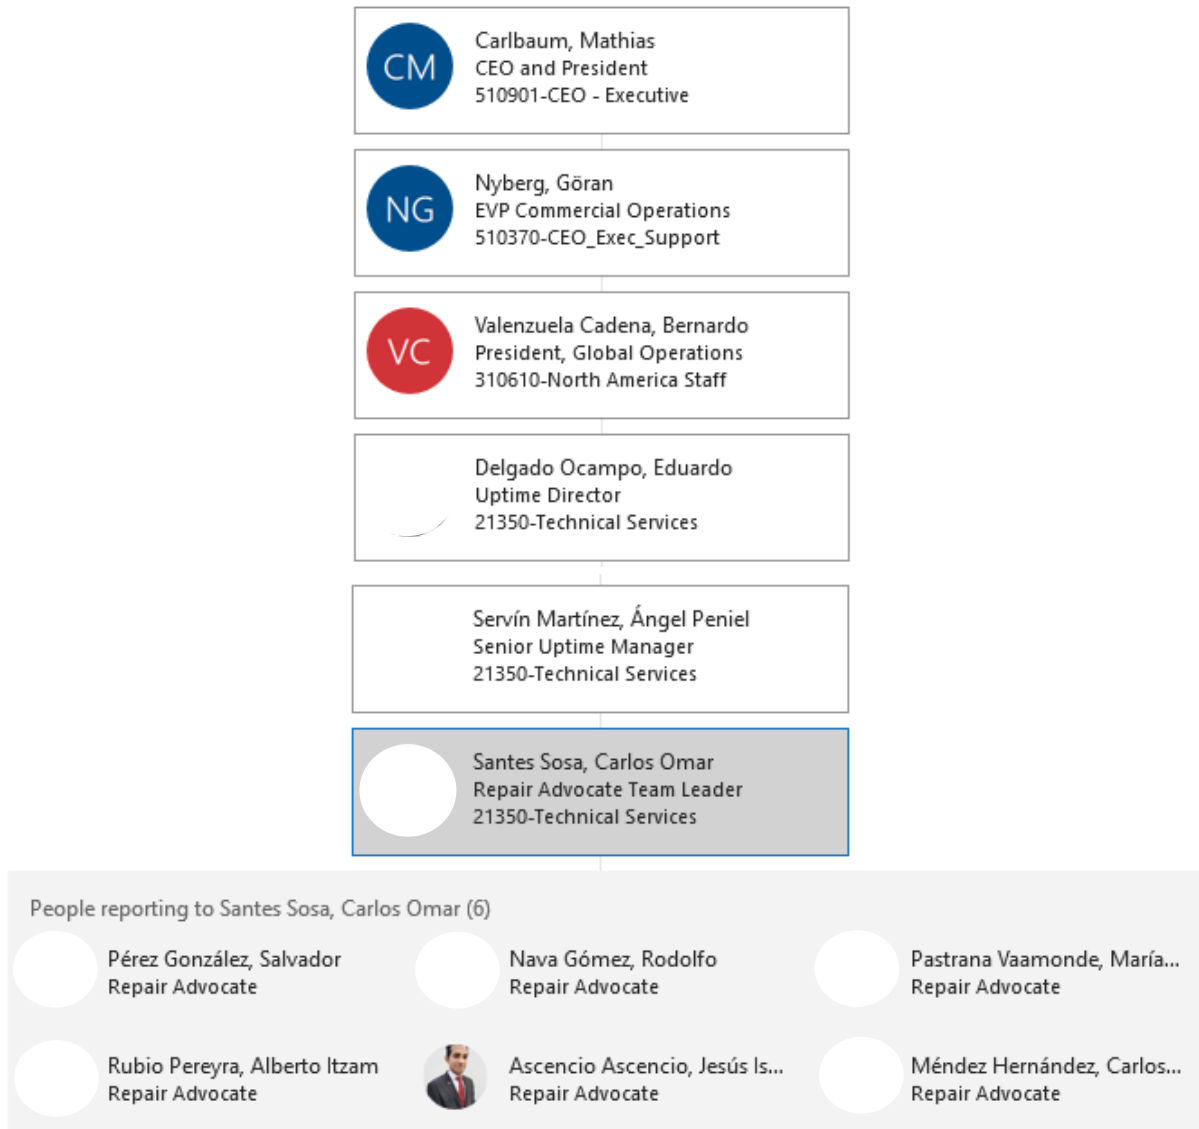 CM
Carlbaum, Mathias
CEO and President
510901-CEO - Executive
NG
Nyberg, Göran
EVP Commercial Operations
510370-CEO_Exec_Support
VC
Valenzuela Cadena, Bernardo
President, Global Operations
310610-North America Staff
Delgado Ocampo, Eduardo
Uptime Director
21350-Technical Services
Servín Martínez, Ángel Peniel
Senior Uptime Manager
21350-Technical Services
Santes Sosa, Carlos Omar
Repair Advocate Team Leader
21350-Technical Services
People reporting to Santes Sosa, Carlos Omar (6)
Pérez González, Salvador
Repair Advocate
Nava Gómez, Rodolfo
Repair Advocate
Pastrana Vaamonde, María...
Repair Advocate
Rubio Pereyra, Alberto Itzam
Repair Advocate
Ascencio Ascencio, Jesús Is...
Repair Advocate
Méndez Hernández, Carlos...
Repair Advocate